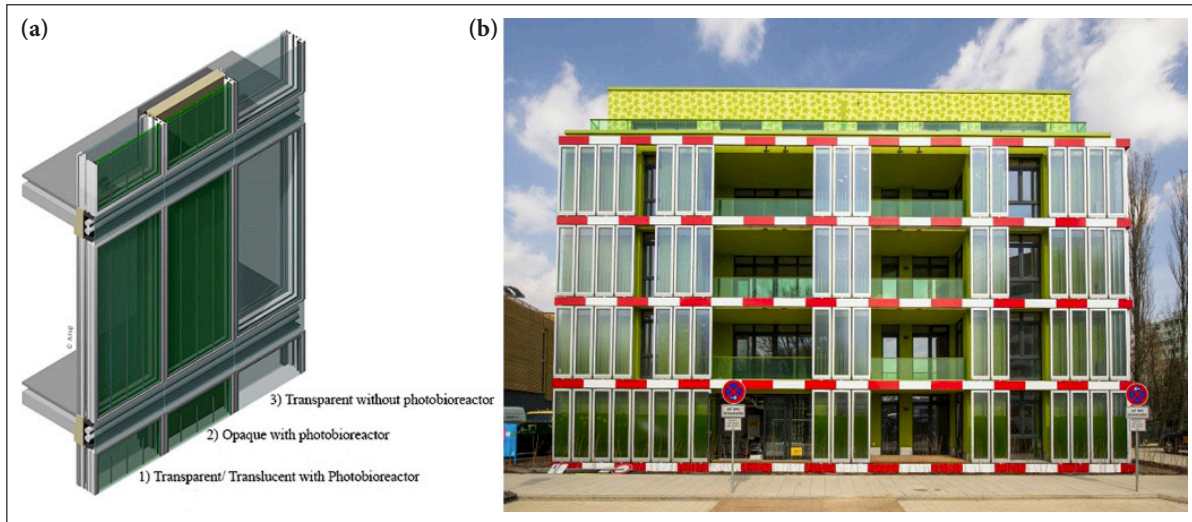 (a)
(b)
© Arup
3) Transparent without photobioreactor
2) Opaque with photobioreactor
1) Transparent/ Translucent with Photobioreactor